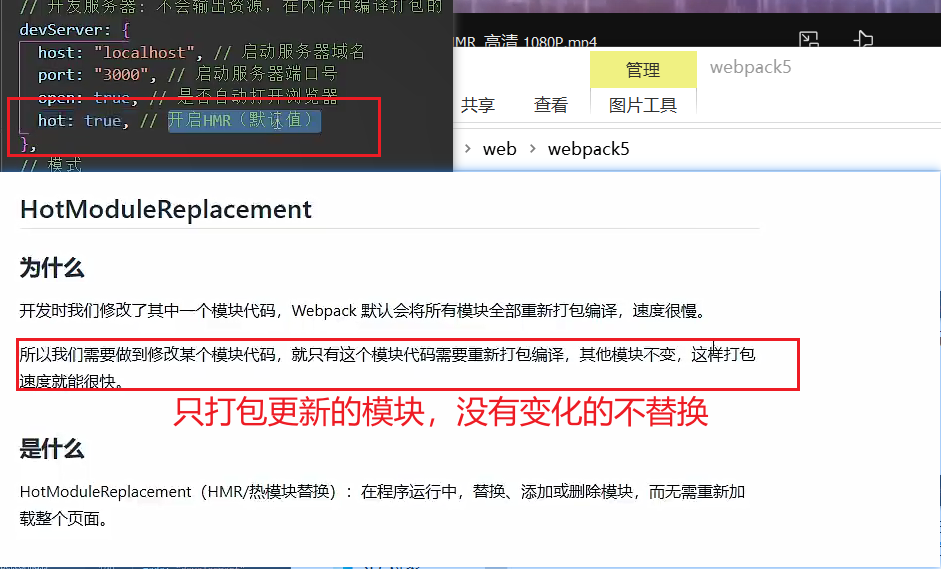 // 开发服务器: 不会输出资源, 在内存中编译打包的
devServer: {
host: "localhost", // 启动服务器域名
port: "3000", // 启动服务器端口号
open: true, // 是否自动打开浏览器
hot: true, // 开启HMR（默认值）
},
// 模式
HMR 高清 1080P.mp4
管理
webpack5
共享
查看
图片工具
› web › webpack5
HotModuleReplacement
为什么
开发时我们修改了其中一个模块代码，Webpack 默认会将所有模块全部重新打包编译，速度很慢。
所以我们需要做到修改某个模块代码，就只有这个模块代码需要重新打包编译，其他模块不变，这样打包
速度就能很快。
只打包更新的模块，没有变化的不替换
是什么
HotModuleReplacement（HMR/热模块替换）：在程序运行中，替换、添加或删除模块，而无需重新加
载整个页面。